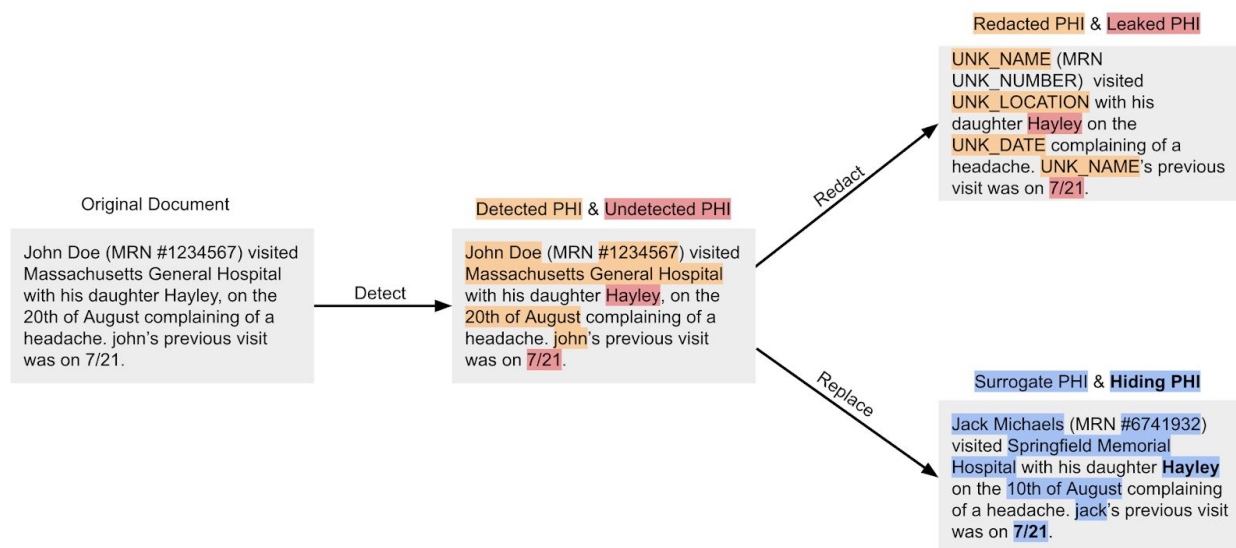 Original Document
John Doe (MRN #1234567) visited
Massachusetts General Hospital
with his daughter Hayley, on the
20th of August complaining of a
headache. john's previous visit
was on 7/21.
Detect
Detected PHI & Undetected PHI
John Doe (MRN #1234567) visited
Massachusetts General Hospital
with his daughter Hayley, on the
20th of August complaining of a
headache. john's previous visit
was on 7/21.
Redact
Redacted PHI & Leaked PHI
UNK_NAME (MRN
UNK_NUMBER) visited
UNK_LOCATION with his
daughter Hayley on the
UNK_DATE complaining of a
headache. UNK_NAME's previous
visit was on 7/21.
Replace
Surrogate PHI & Hiding PHI
Jack Michaels (MRN #6741932)
visited Springfield Memorial
Hospital with his daughter Hayley
on the 10th of August complaining
of a headache. jack's previous visit
was on 7/21.